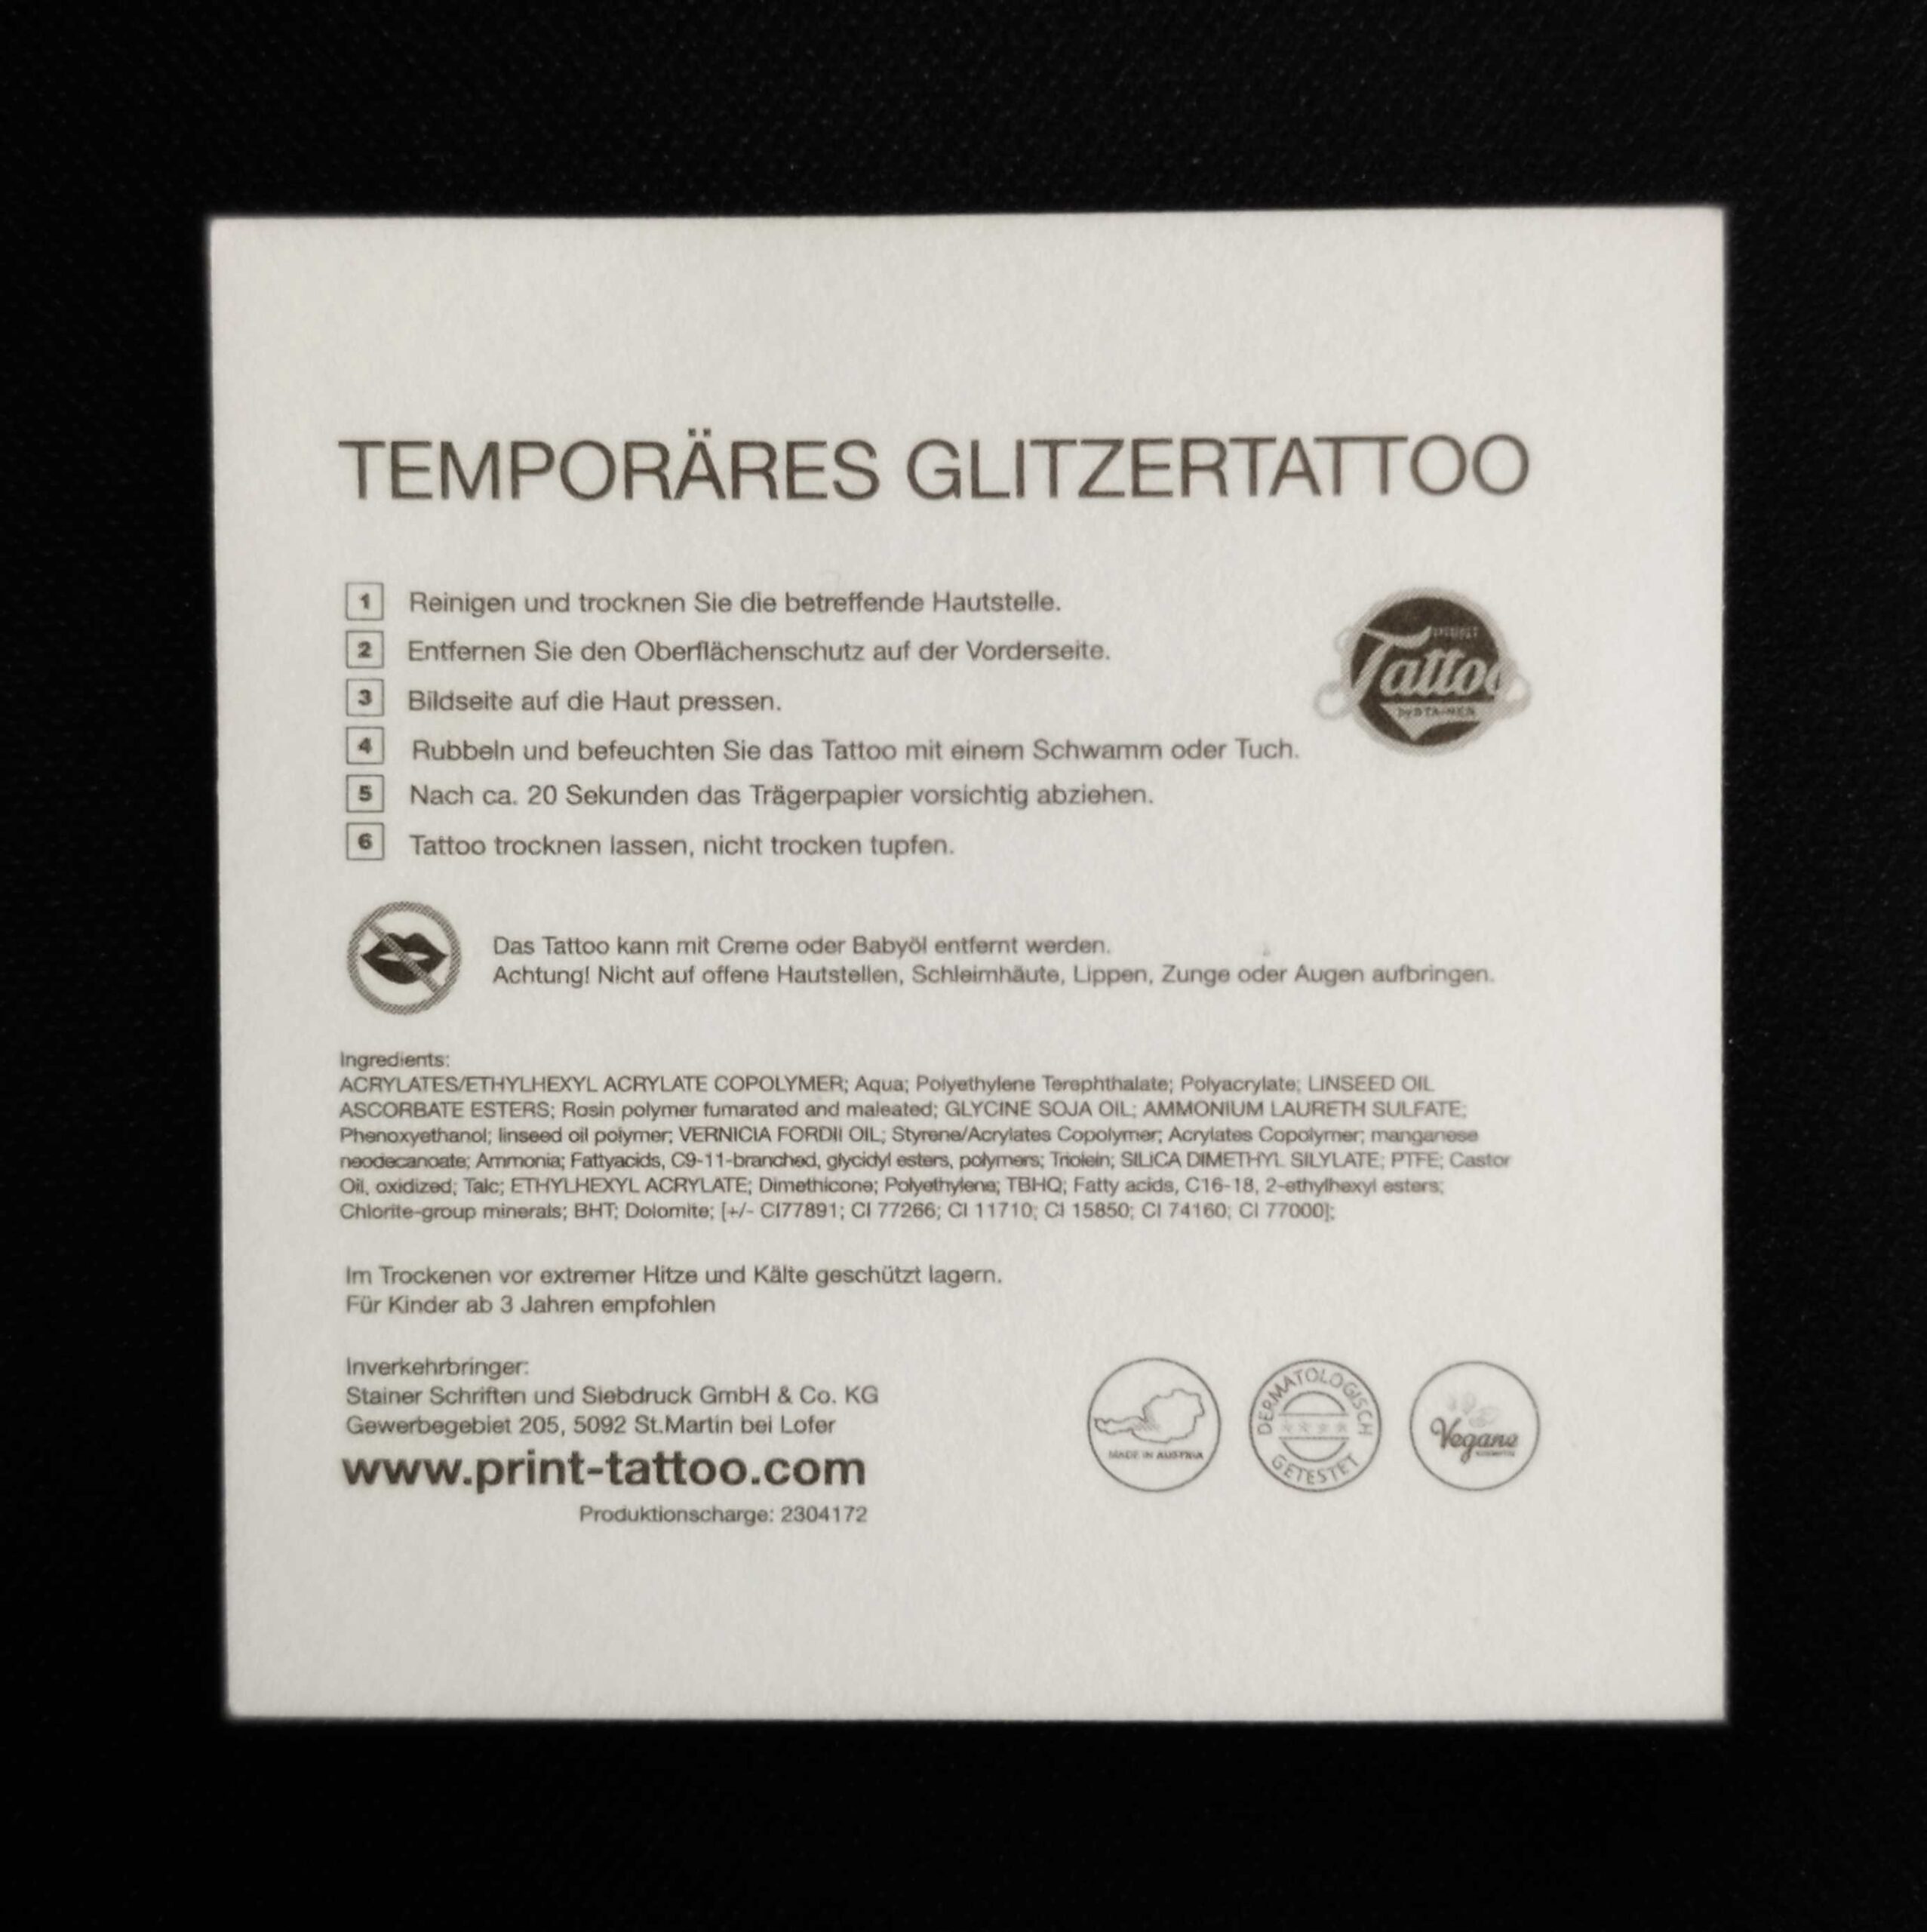 TEMPORÄRES GLITZERTATTOO
1 Reinigen und trocknen Sie die betreffende Hautstelle.
2 Entfernen Sie den Oberflächenschutz auf der Vorderseite.
3 Bildseite auf die Haut pressen.
4 Rubbeln und befeuchten Sie das Tattoo mit einem Schwamm oder Tuch.
5 Nach ca. 20 Sekunden das Trägerpapier vorsichtig abziehen.
6 Tattoo trocknen lassen, nicht trocken tupfen.
Tattoo
by STAINER
Das Tattoo kann mit Creme oder Babyöl entfernt werden.
Achtung! Nicht auf offene Hautstellen, Schleimhäute, Lippen, Zunge oder Augen aufbringen.
Ingredients:
ACRYLATES/ETHYLHEXYL ACRYLATE COPOLYMER; Aqua; Polyethylene Terephthalate; Polyacrylate; LINSEED OIL
ASCORBATE ESTERS; Rosin polymer fumarated and maleated; GLYCINE SOJA OIL; AMMONIUM LAURETH SULFATE;
Phenoxyethanol; linseed oil polymer; VERNICIA FORDII OIL; Styrene/Acrylates Copolymer; Acrylates Copolymer; manganese
neodecanoate; Ammonia; Fattyacids, C9-11-branched, glycidyl esters, polymers; Triolein; SILICA DIMETHYL SILYLATE; PTFE; Castor
Oil, oxidized; Talc; ETHYLHEXYL ACRYLATE; Dimethicone; Polyethylene; TBHQ; Fatty acids, C16-18, 2-ethylhexyl esters;
Chlorite-group minerals; BHT; Dolomite; [+/- CI77891; CI 77266; CI 11710; CI 15850; CI 74160; CI 77000];
Im Trockenen vor extremer Hitze und Kälte geschützt lagern.
Für Kinder ab 3 Jahren empfohlen
Inverkehrbringer:
Stainer Schriften und Siebdruck GmbH & Co. KG
Gewerbegebiet 205, 5092 St.Martin bei Lofer
www.print-tattoo.com
Produktionscharge: 2304172
MADE IN AUSTRIA
DERMATOLOGISCH
GETESTET
Vegane